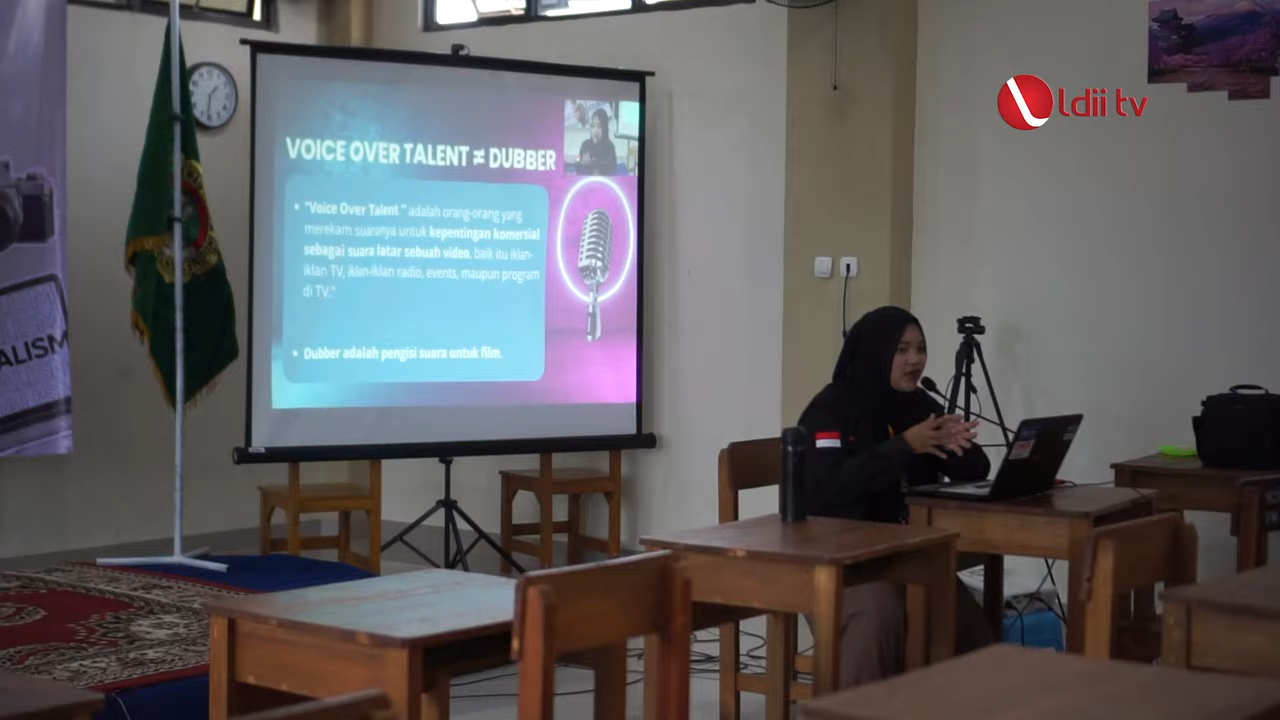 ldii tv
VOICE OVER TALENT ≠ DUBBER
• "Voice Over Talent " adalah orang-orang yang
merekam suaranya untuk kepentingan komersial
sebagai suara latar sebuah video, baik itu iklan-
iklan TV, iklan-iklan radio, events, maupun program
di TV."
• Dubber adalah pengisi suara untuk film.
ALISM